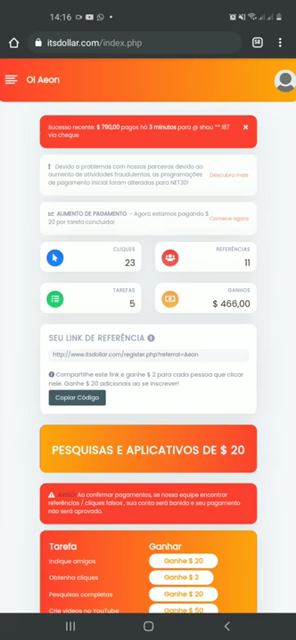 14:16
itsdollar.com/index.php
58
Ol Aeon
Sucesso recente: $ 790,00 pagos há 3 minutos para @ shau ** 187
via cheque
×
! Devido a problemas com nossos parceiros devido ao
aumento de atividades fraudulentas, as programações
de pagamento inicial foram alteradas para NET30!
Descubra mais
AUMENTO DE PAGAMENTO - Agora estamos pagando $
20 por tarefa concluída!
Comece agora
CLIQUES
23
REFERÊNCIAS
11
TAREFAS
5
GANHOS
$ 466,00
SEU LINK DE REFERÊNCIA
http://www.itsdollar.com/register.php?referral=Aeon
Compartilhe este link e ganhe $ 2 para cada pessoa que clicar
nele. Ganhe $ 20 adicionais ao se inscrever!
Copiar Código
PESQUISAS E APLICATIVOS DE $ 20
AVISO: Ao confirmar pagamentos, se nossa equipe encontrar
referências / cliques falsos , sua conta será banida e seu pagamento
não será aprovado.
Tarefa
Ganhar
Indique amigos
Ganhe $ 20
Obtenha cliques
Ganhe $ 2
Pesquisas completas
Ganhe $ 20
Crie vídeos no YouTube
Ganhe $ 50